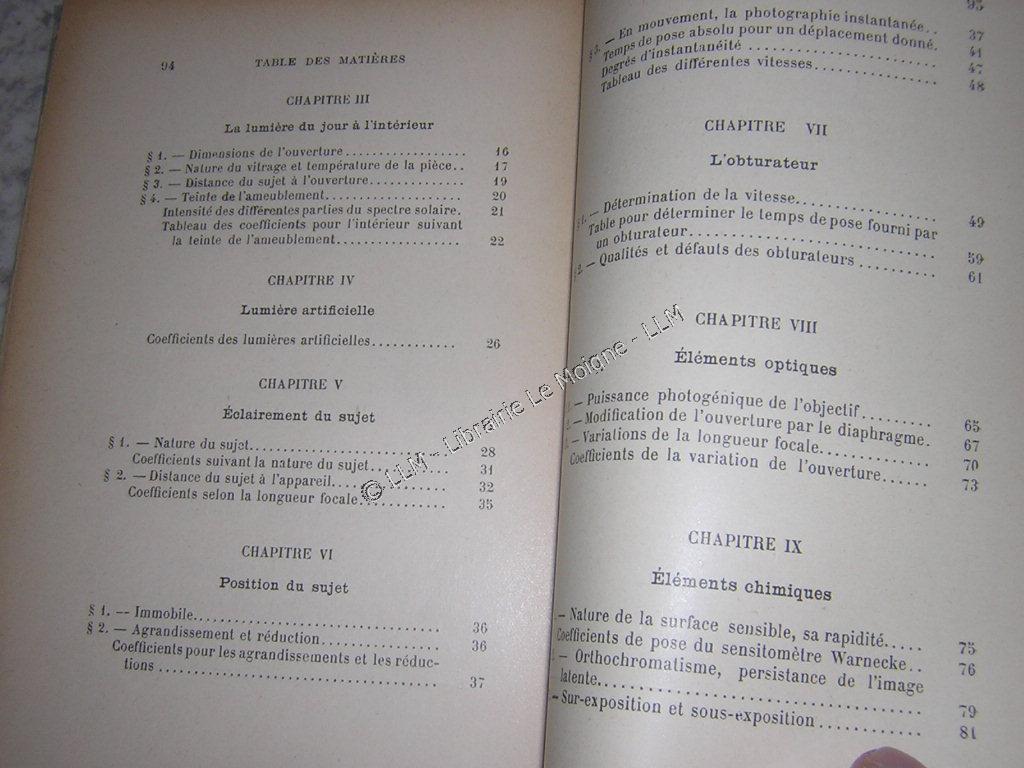 94 TABLE DES MATIÈRES
CHAPITRE III
La lumière du jour à l'intérieur
§ 1. — Dimensions de l'ouverture.................. 16
§ 2. — Nature du vitrage et température de la pièce.. 17
§ 3. — Distance du sujet à l'ouverture.............. 19
§ 4. — Teinte de l'ameublement.................... 20
Intensité des différentes parties du spectre solaire. 21
Tableau des coefficients pour l'intérieur suivant
la teinte de l'ameublement.................. 22
CHAPITRE IV
Lumière artificielle
Coefficients des lumières artificielles............ 26
CHAPITRE V
Éclairement du sujet
§ 1. — Nature du sujet.......................... 28
Coefficients suivant la nature du sujet.......... 31
§ 2. — Distance du sujet à l'appareil................ 32
Coefficients selon la longueur focale............ 35
CHAPITRE VI
Position du sujet
§ 1. — Immobile.................................. 36
§ 2. — Agrandissement et réduction................ 36
Coefficients pour les agrandissements et les réduc-
tions .................................... 37
95
§ 3. — En mouvement, la photographie instantanée.. 37
Temps de pose absolu pour un déplacement donné. 41
Degrés d'instantanéité .................... 47
Tableau des différentes vitesses.............. 48
CHAPITRE VII
L'obturateur
§ 1. — Détermination de la vitesse.................. 49
Table pour déterminer le temps de pose fourni par
un obturateur.......................... 59
§ 2. — Qualités et défauts des obturateurs .......... 61
CHAPITRE VIII
Éléments optiques
— Puissance photogénique de l'objectif......... 65
— Modification de l'ouverture par le diaphragme. 67
— Variations de la longueur focale............ 70
Coefficients de la variation de l'ouverture...... 73
CHAPITRE IX
Éléments chimiques
— Nature de la surface sensible, sa rapidité..... 75
Coefficients de pose du sensitomètre Warnecke.. 76
— Orthochromatisme, persistance de l'image
latente.............................. 79
— Sur-exposition et sous-exposition ............ 81
© LLM - Librairie Le Moigne - LLM